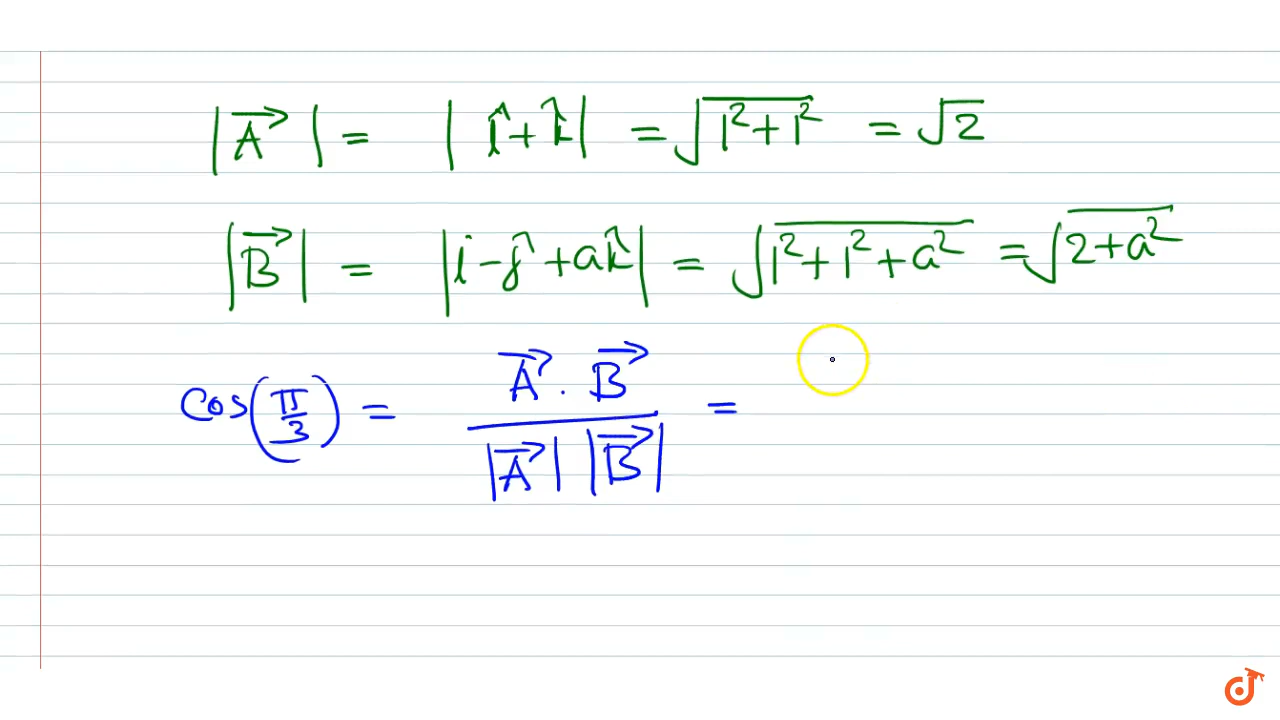 |A⃗| = |î + k̂| = √(1² + 1²) = √2
|B⃗| = |i - ĵ + ak̂| = √(1² + 1² + a²) = √(2 + a²)
cos(π/3) = (A⃗ . B⃗)/(|A⃗| |B⃗|) =